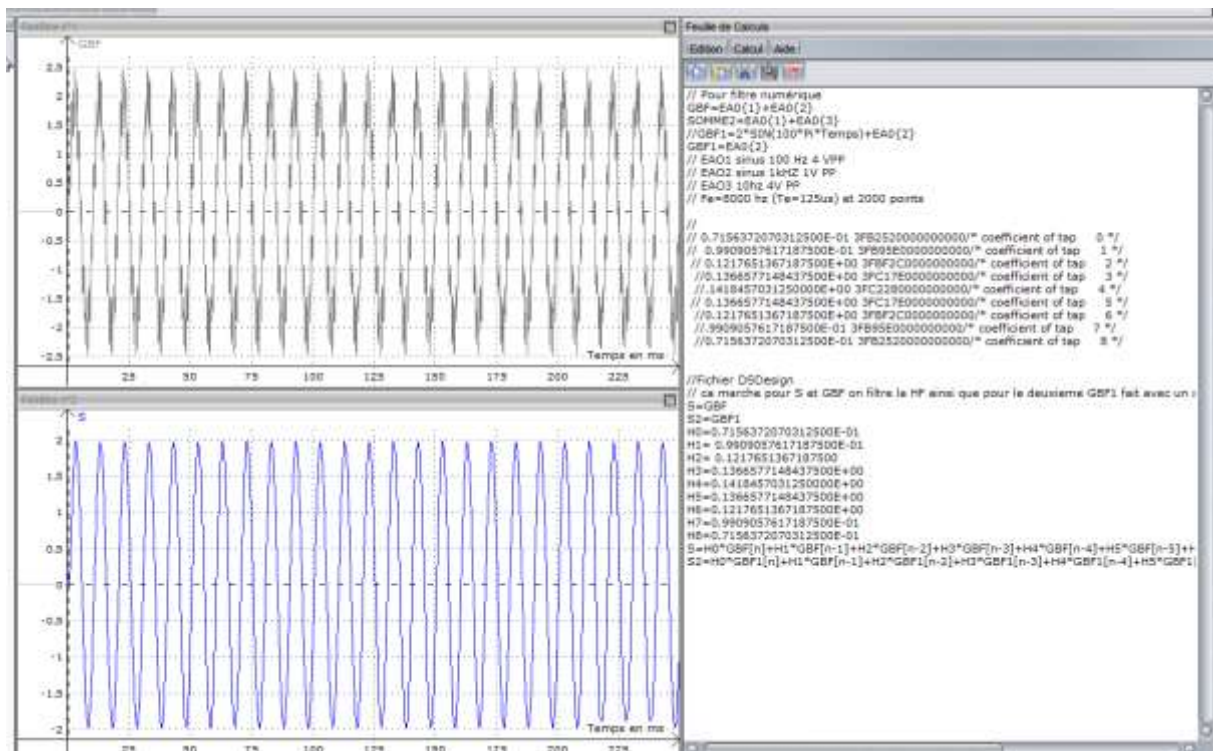 GBF
2.5
2
1.5
1
0.5
0
-0.5
-1
-1.5
-2
-2.5
Temps en ms
25 50 75 100 125 150 175 200 225
S
2
1.5
1
0.5
0
-0.5
-1
-1.5
-2
Temps en ms
25 50 75 100 125 150 175 200 225
Feuille de Calculs
Edition Calcul Aide
// Pour filtre numérique
GBF=EA0{1}+EA0{2}
SOMME2=EA0{1}+EA0{3}
//GBF1=2*SIN(100*Pi*Temps)+EA0{2}
GBF1=EA0{2}
// EAO1 sinus 100 Hz 4 VPP
// EAO2 sinus 1kHZ 1V PP
// EAO3 10hz 4V PP
// Fe=8000 hz (Te=125us) et 2000 points
//
// 0.7156372070312500E-01 3FB2520000000000/* coefficient of tap 0 */
// 0.9909057617187500E-01 3FB95E0000000000/* coefficient of tap 1 */
// 0.1217651367187500E+00 3FBF2C0000000000/* coefficient of tap 2 */
//0.1366577148437500E+00 3FC17E0000000000/* coefficient of tap 3 */
//.1418457031250000E+00 3FC2280000000000/* coefficient of tap 4 */
// 0.1366577148437500E+00 3FC17E0000000000/* coefficient of tap 5 */
//0.1217651367187500E+00 3FBF2C0000000000/* coefficient of tap 6 */
//.9909057617187500E-01 3FB95E0000000000/* coefficient of tap 7 */
//0.7156372070312500E-01 3FB2520000000000/* coefficient of tap 8 */
//Fichier DSDesign
// ca marche pour S et GBF on filtre le HF ainsi que pour le deuxieme GBF1 fait avec un
S=GBF
S2=GBF1
H0=0.7156372070312500E-01
H1= 0.9909057617187500E-01
H2= 0.1217651367187500
H3=0.1366577148437500E+00
H4=0.1418457031250000E+00
H5=0.1366577148437500E+00
H6=0.1217651367187500E+00
H7=0.9909057617187500E-01
H8=0.7156372070312500E-01
S=H0*GBF[n]+H1*GBF[n-1]+H2*GBF[n-2]+H3*GBF[n-3]+H4*GBF[n-4]+H5*GBF[n-5]+H
S2=H0*GBF1[n]+H1*GBF[n-1]+H2*GBF1[n-2]+H3*GBF1[n-3]+H4*GBF1[n-4]+H5*GBF1[